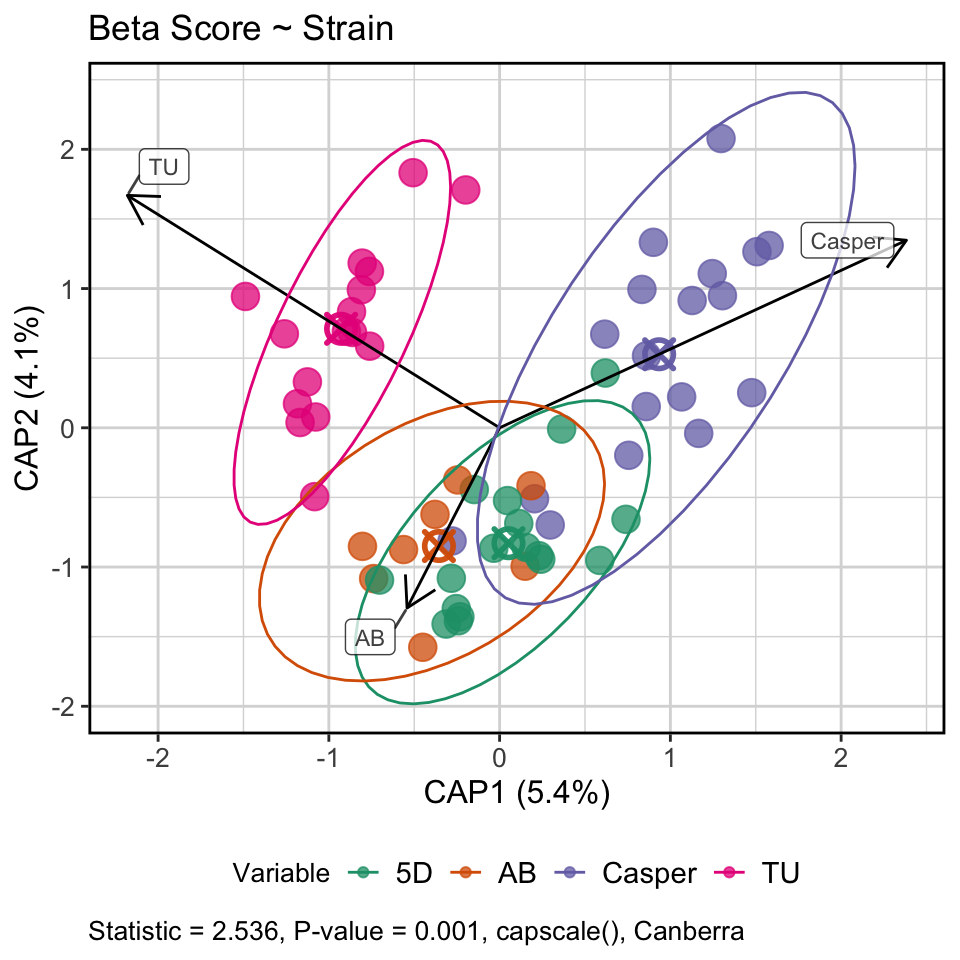 Beta Score ~ Strain
CAP2 (4.1%)
2
1
0
-1
-2
TU
Casper
AB
-2 -1 0 1 2
CAP1 (5.4%)
Variable 5D AB Casper TU
Statistic = 2.536, P-value = 0.001, capscale(), Canberra